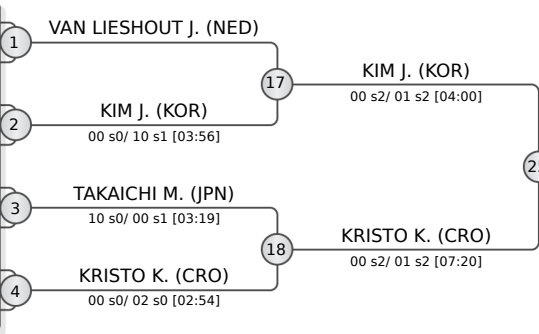 VAN LIESHOUT J. (NED)
1
KIM J. (KOR)
17
00 s2/ 01 s2 [04:00]
KIM J. (KOR)
2
00 s0/ 10 s1 [03:56]
TAKAICHI M. (JPN)
3
10 s0/ 00 s1 [03:19]
KRISTO K. (CRO)
18
00 s2/ 01 s2 [07:20]
KRISTO K. (CRO)
4
00 s0/ 02 s0 [02:54]